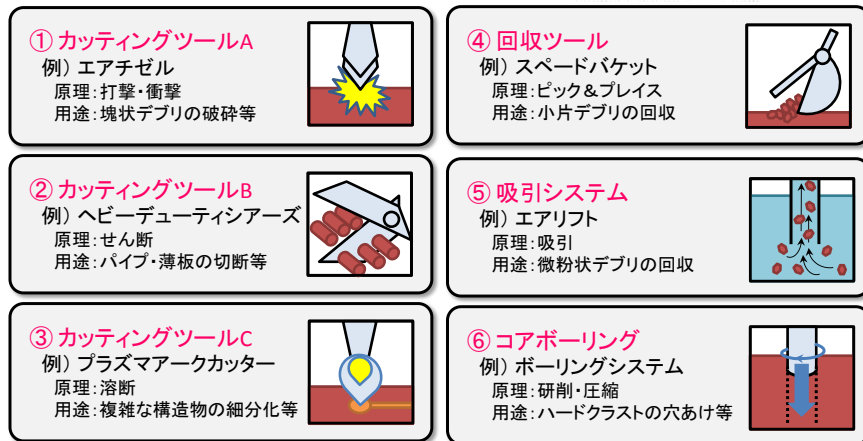 ① カッティングツールA
例) エアチゼル
原理:打撃・衝撃
用途:塊状デブリの破砕等
② カッティングツールB
例) ヘビーデューティシアーズ
原理:せん断
用途:パイプ・薄板の切断等
③ カッティングツールC
例) プラズマアークカッター
原理:溶断
用途:複雑な構造物の細分化等
④ 回収ツール
例) スペードバケット
原理:ピック&プレイス
用途:小片デブリの回収
⑤ 吸引システム
例) エアリフト
原理:吸引
用途:微粉状デブリの回収
⑥ コアボーリング
例) ボーリングシステム
原理:研削・圧縮
用途:ハードクラストの穴あけ等